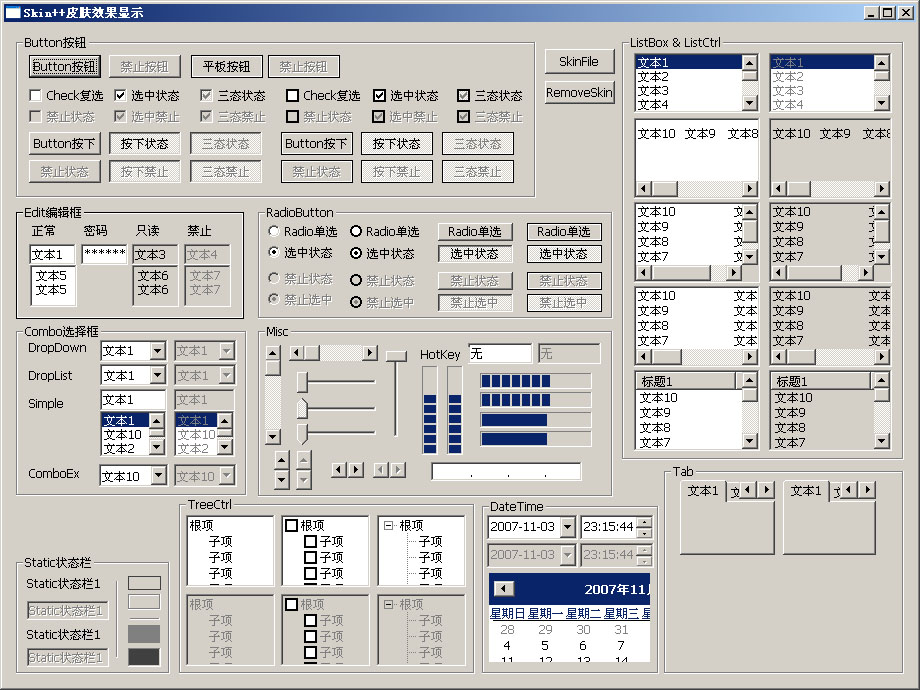 Skin++皮肤效果显示
Button按钮
Button按钮 禁止按钮 平板按钮 禁止按钮
Check复选 选中状态 三态状态 Check复选 选中状态 三态状态
禁止状态 选中禁止 三态禁止 禁止状态 选中禁止 三态禁止
Button按下 按下状态 三态状态 Button按下 按下状态 三态状态
禁止状态 按下禁止 三态禁止 禁止状态 按下禁止 三态禁止
SkinFile
RemoveSkin
ListBox & ListCtrl
文本1 文本1
文本2 文本2
文本3 文本3
文本4 文本4
文本10 文本9 文本8 文本10 文本9 文本8
文本10 文本10
文本9 文本9
文本8 文本8
文本7 文本7
文本10 文本 文本10 文本
文本9 文本 文本9 文本
文本8 文本 文本8 文本
文本7 文本 文本7 文本
标题1 标题1
文本10 文本10
文本9 文本9
文本8 文本8
文本7 文本7
Edit编辑框
正常 密码 只读 禁止
文本1 ****** 文本3 文本4
文本5 文本6 文本7
文本5 文本6 文本7
RadioButton
Radio单选 Radio单选 Radio单选 Radio单选
选中状态 选中状态 选中状态 选中状态
禁止状态 禁止状态 禁止状态 禁止状态
禁止选中 禁止选中 禁止选中 禁止选中
Combo选择框
DropDown 文本1 文本1
DropList 文本1 文本1
Simple 文本1 文本1
文本1 文本1
文本10 文本10
文本2 文本2
ComboEx 文本10 文本10
Misc
HotKey 无 无
. . .
Tab
文本1 文本1
TreeCtrl
根项 根项 根项
子项 子项 子项
子项 子项 子项
子项 子项 子项
根项 根项 根项
子项 子项 子项
子项 子项 子项
子项 子项 子项
DateTime
2007-11-03 23:15:44
2007-11-03 23:15:44
2007年11月
星期日 星期一 星期二 星期三 星
28 29 30 31
4 5 6 7
11 12 13 14
Static状态栏
Static状态栏1
Static状态栏1
Static状态栏1
Static状态栏1